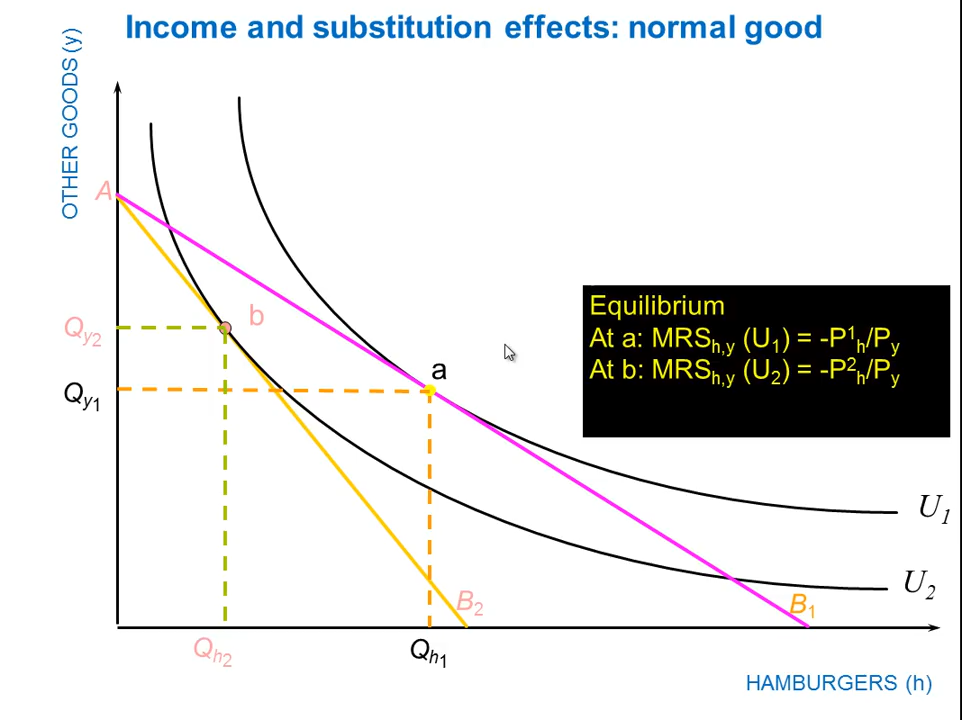 Income and substitution effects: normal good
OTHER GOODS (y)
A
b
Equilibrium
At a: MRSh,y (U1) = -P1h/Py
At b: MRSh,y (U2) = -P2h/Py
Qy2
a
Qy1
U1
U2
B2
B1
Qh2
Qh1
HAMBURGERS (h)